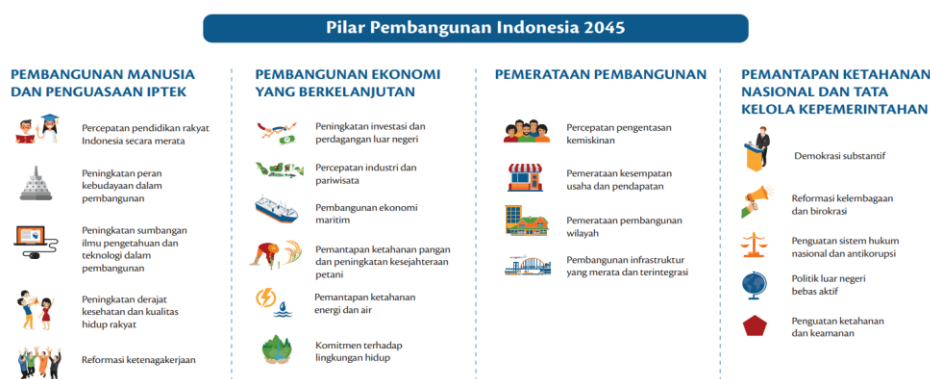 Pilar Pembangunan Indonesia 2045
PEMBANGUNAN MANUSIA
DAN PENGUASAAN IPTEK
Percepatan pendidikan rakyat
Indonesia secara merata
Peningkatan peran
kebudayaan dalam
pembangunan
Peningkatan sumbangan
ilmu pengetahuan dan
teknologi dalam
pembangunan
Peningkatan derajat
kesehatan dan kualitas
hidup rakyat
Reformasi ketenagakerjaan
PEMBANGUNAN EKONOMI
YANG BERKELANJUTAN
Peningkatan investasi dan
perdagangan luar negeri
Percepatan industri dan
pariwisata
Pembangunan ekonomi
maritim
Pemantapan ketahanan pangan
dan peningkatan kesejahteraan
petani
Pemantapan ketahanan
energi dan air
Komitmen terhadap
lingkungan hidup
PEMERATAAN PEMBANGUNAN
Percepatan pengentasan
kemiskinan
Pemerataan kesempatan
usaha dan pendapatan
Pemerataan pembangunan
wilayah
Pembangunan infrastruktur
yang merata dan terintegrasi
PEMANTAPAN KETAHANAN
NASIONAL DAN TATA
KELOLA KEPEMERINTAHAN
Demokrasi substantif
Reformasi kelembagaan
dan birokrasi
Penguatan sistem hukum
nasional dan antikorupsi
Politik luar negeri
bebas aktif
Penguatan ketahanan
dan keamanan